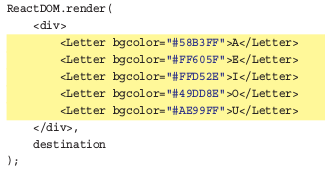 ReactDOM.render(
    <div>
        <Letter bgcolor="#58B3FF">A</Letter>
        <Letter bgcolor="#FF605F">E</Letter>
        <Letter bgcolor="#FFD52E">I</Letter>
        <Letter bgcolor="#49DD8E">O</Letter>
        <Letter bgcolor="#AE99FF">U</Letter>
    </div>,
    destination
);